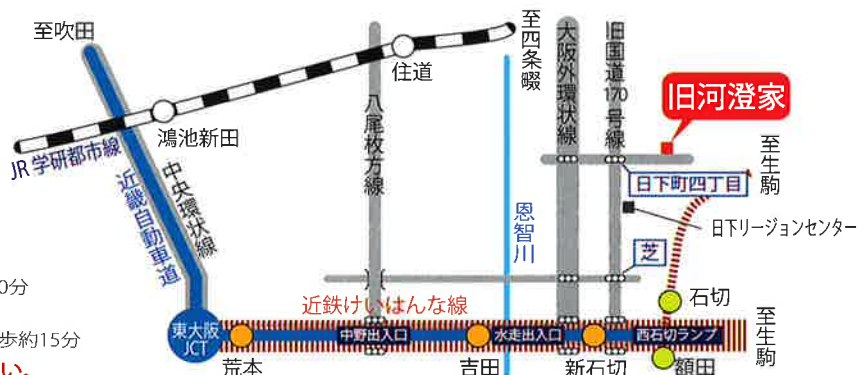 至吹田
住道
至四条畷
大阪外環状線
旧国道170号線
旧河澄家
鴻池新田
JR学研都市線
中央環状線
近畿自動車道
八尾枚方線
至生駒
日下町四丁目
恩智川
日下リージョンセンター
芝
0分
近鉄けいはんな線
石切
歩約15分
東大阪
JCT
中野出入口
水走出入口
西石切ランプ
至生駒
荒本
吉田
新石切
額田
い。